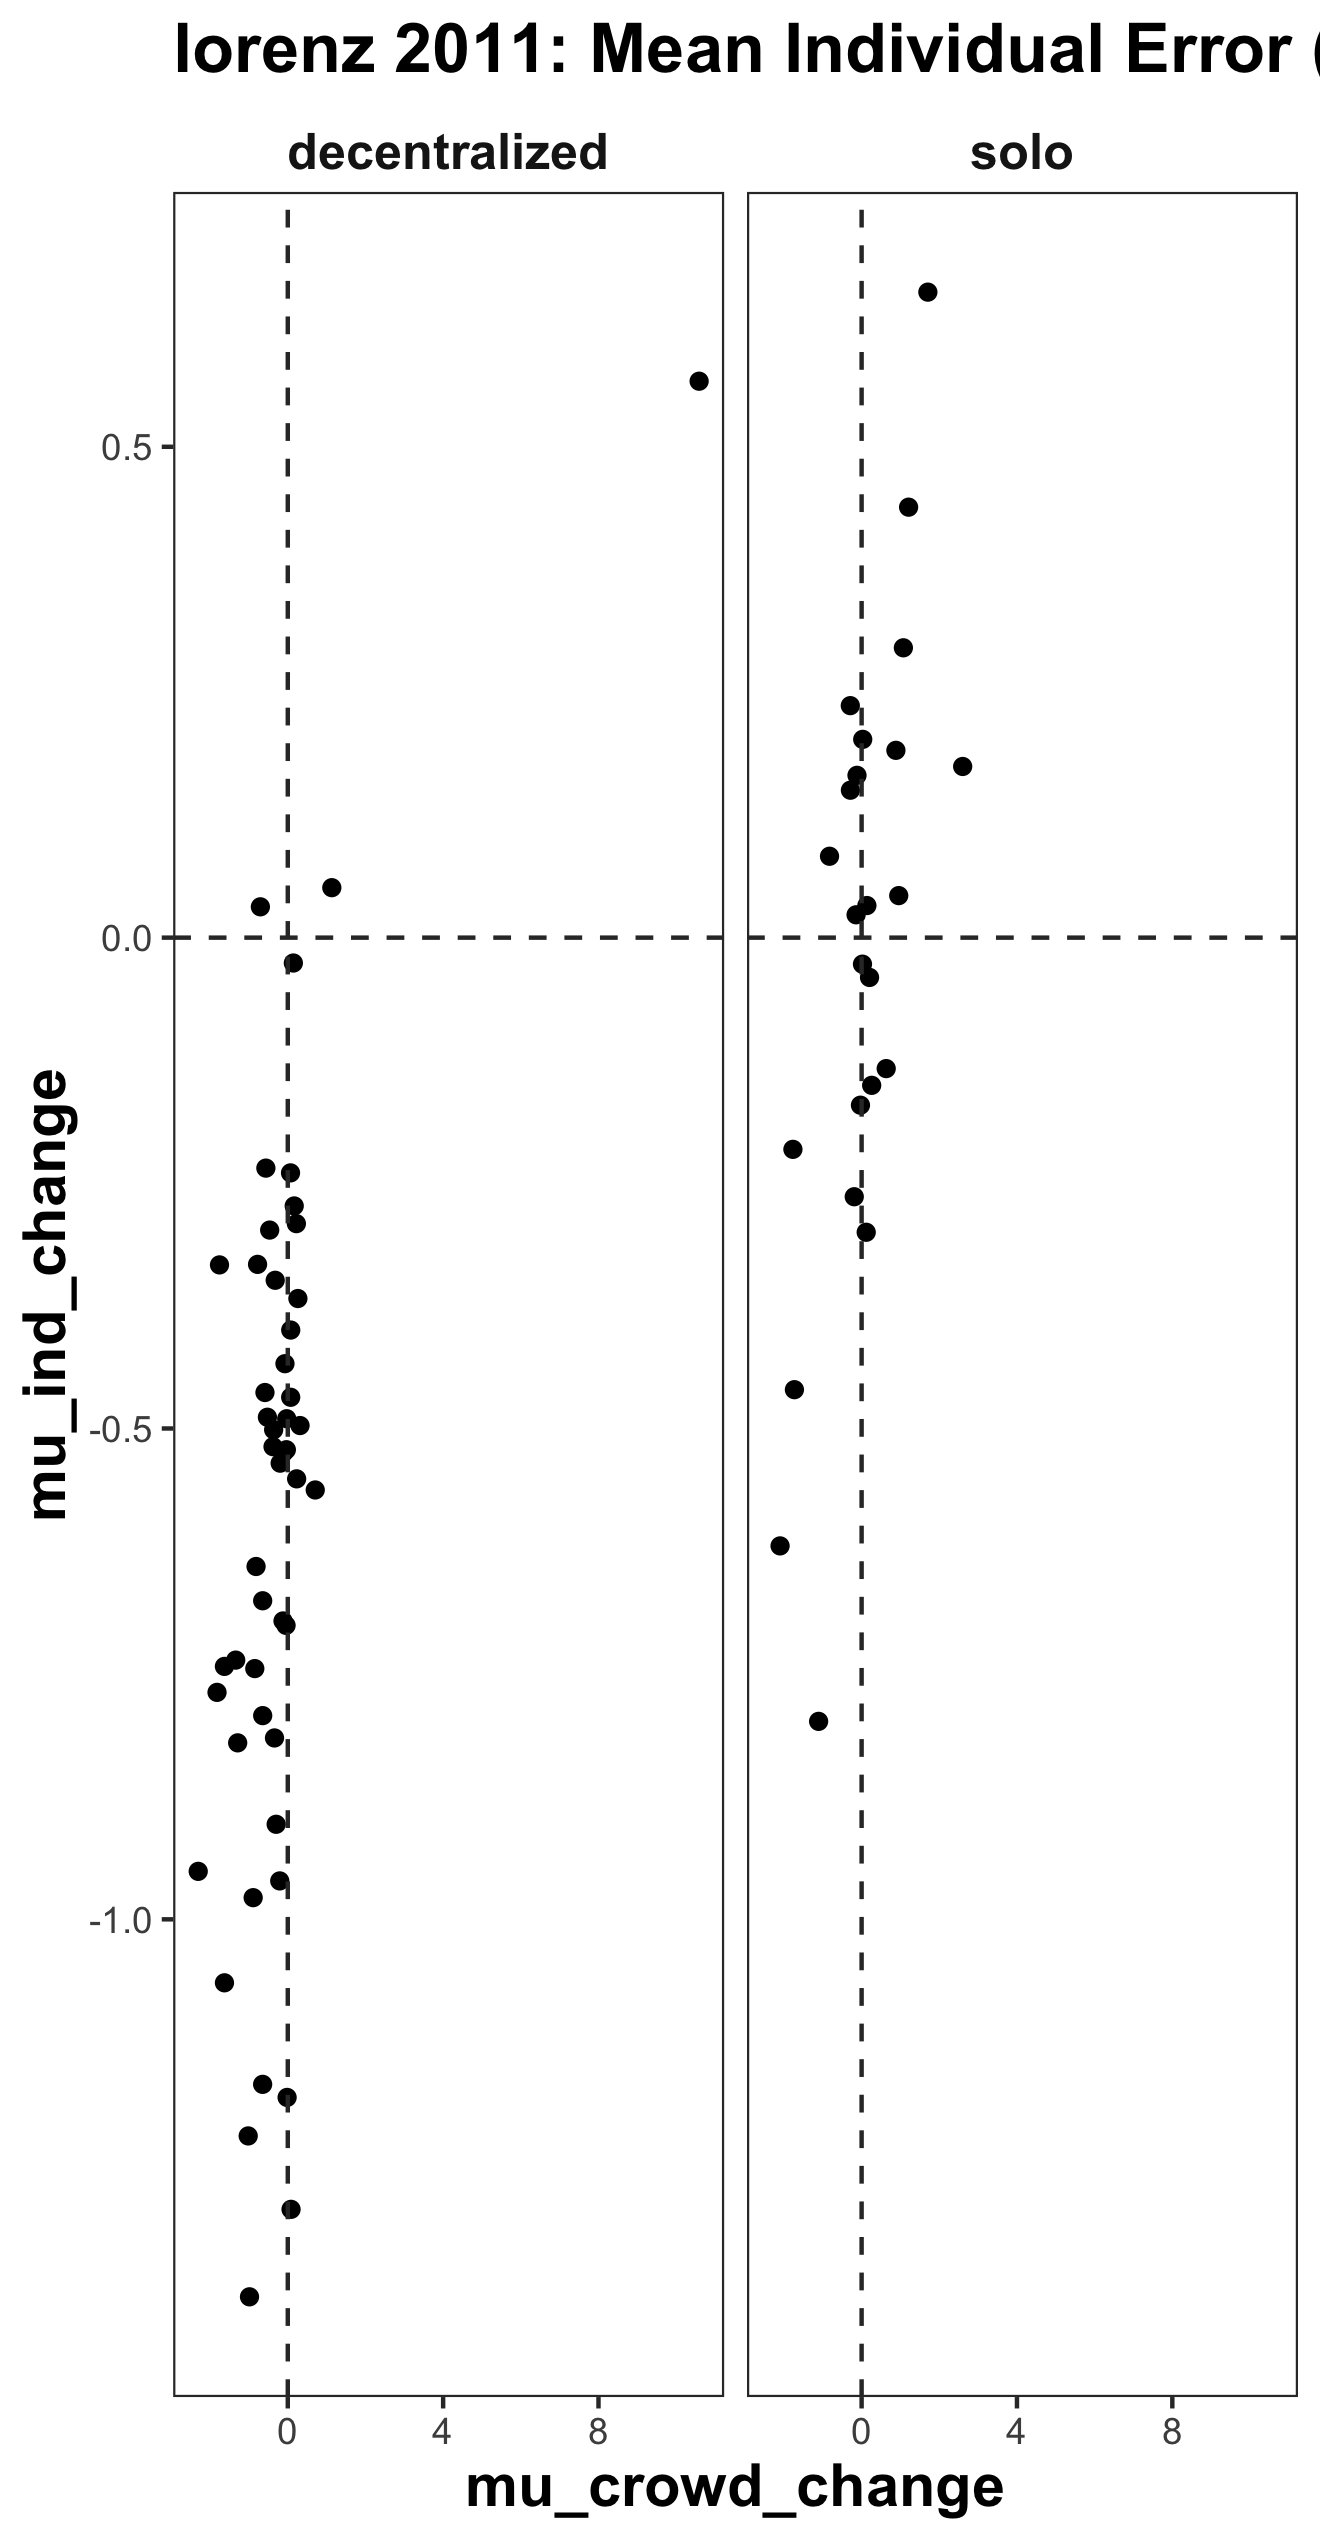 lorenz 2011: Mean Individual Error (
decentralized
solo
0.5
0.0
-0.5
-1.0
mu_ind_change
0 4 8
0 4 8
mu_crowd_change